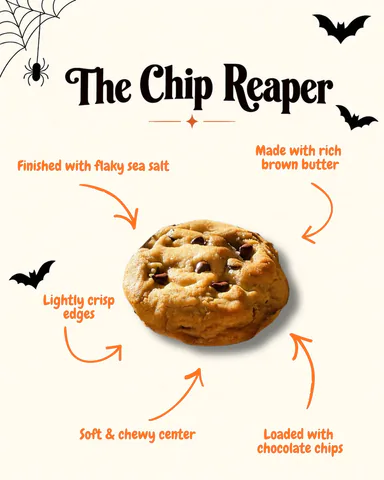 The Chip Reaper
Finished with flaky sea salt
Made with rich
brown butter
Lightly crisp
edges
Soft & chewy center
Loaded with
chocolate chips